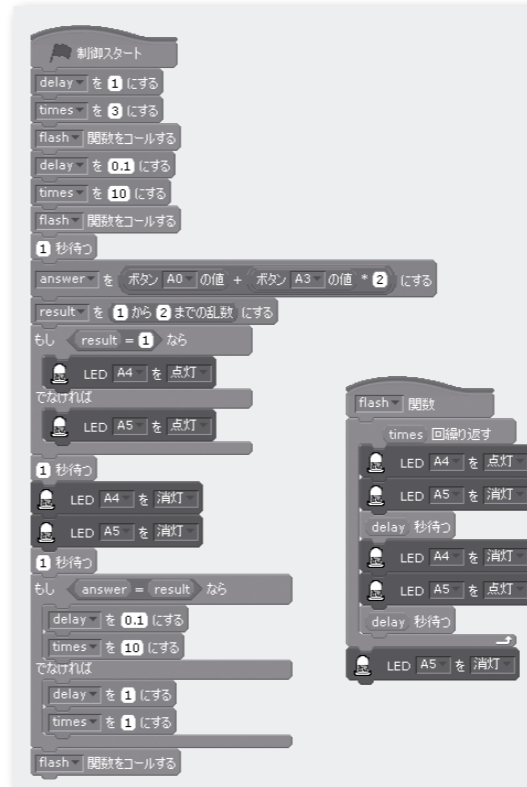 制御スタート
delay を 1 にする
times を 3 にする
flash 関数をコールする
delay を 0.1 にする
times を 10 にする
flash 関数をコールする
1 秒待つ
answer を ボタン A0 の値 + ボタン A3 の値 * 2 にする
result を 1 から 2 までの乱数 にする
もし result = 1 なら
LED A4 を 点灯
でなければ
LED A5 を 点灯
1 秒待つ
LED A4 を 消灯
LED A5 を 消灯
1 秒待つ
もし answer = result なら
delay を 0.1 にする
times を 10 にする
でなければ
delay を 1 にする
times を 1 にする
flash 関数をコールする
flash 関数
times 回繰り返す
LED A4 を 点灯
LED A5 を 消灯
delay 秒待つ
LED A4 を 消灯
LED A5 を 点灯
delay 秒待つ
LED A5 を 消灯